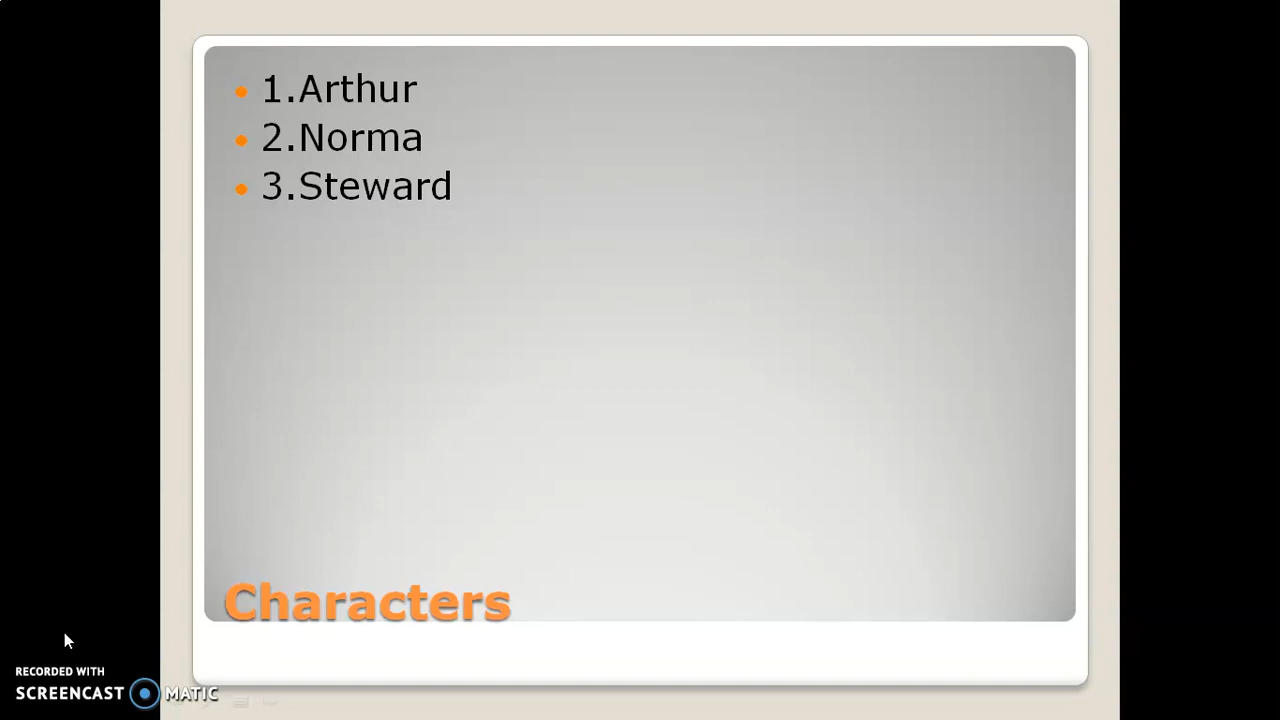 1.Arthur
2.Norma
3.Steward
Characters
RECORDED WITH
SCREENCAST MATIC